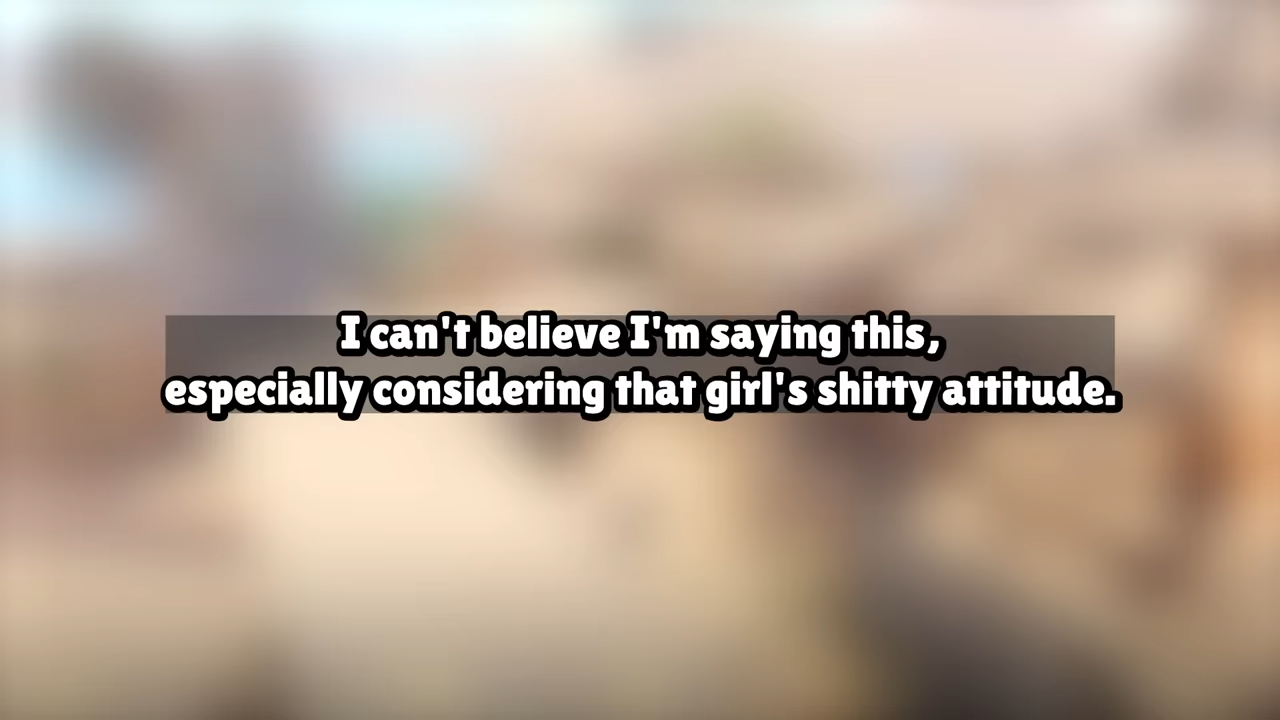 I can't believe I'm saying this,
especially considering that girl's shitty attitude.